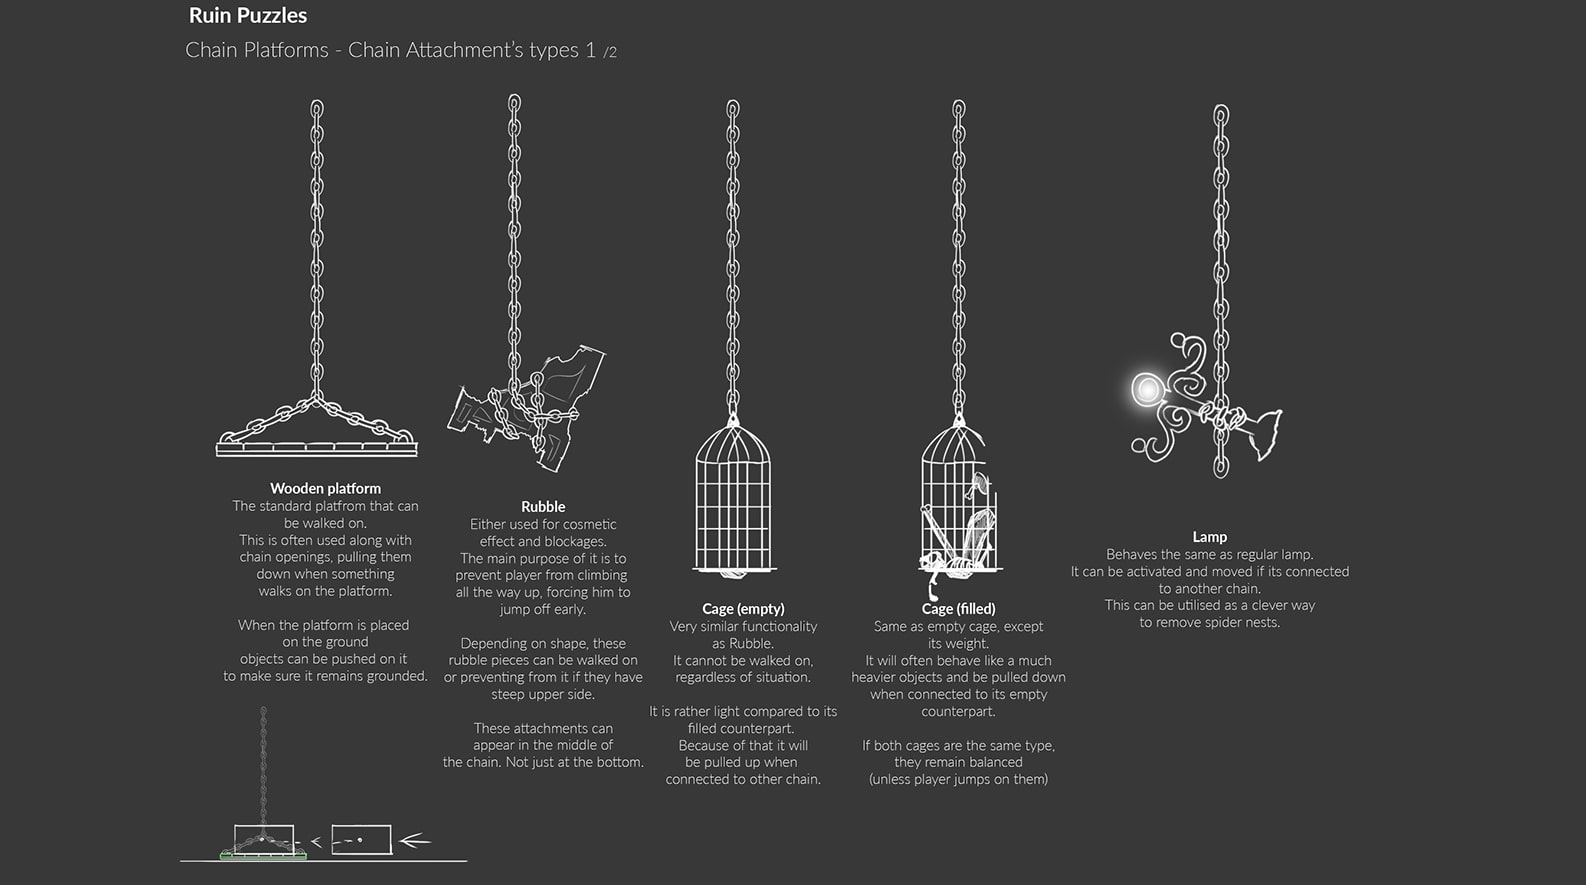 Ruin Puzzles
Chain Platforms - Chain Attachment's types 1 /2
Wooden platform
The standard platfrom that can
be walked on.
This is often used along with
chain openings, pulling them
down when something
walks on the platform.
When the platform is placed
on the ground
objects can be pushed on it
to make sure it remains grounded.
Rubble
Either used for cosmetic
effect and blockages.
The main purpose of it is to
prevent player from climbing
all the way up, forcing him to
jump off early.
Depending on shape, these
rubble pieces can be walked on
or preventing from it if they have
steep upper side.
These attachments can
appear in the middle of
the chain. Not just at the bottom.
Cage (empty)
Very similar functionality
as Rubble.
It cannot be walked on,
regardless of situation.
It is rather light compared to its
filled counterpart.
Because of that it will
be pulled up when
connected to other chain.
Cage (filled)
Same as empty cage, except
its weight.
It will often behave like a much
heavier objects and be pulled down
when connected to its empty
counterpart.
If both cages are the same type,
they remain balanced
(unless player jumps on them)
Lamp
Behaves the same as regular lamp.
It can be activated and moved if its connected
to another chain.
This can be utilised as a clever way
to remove spider nests.